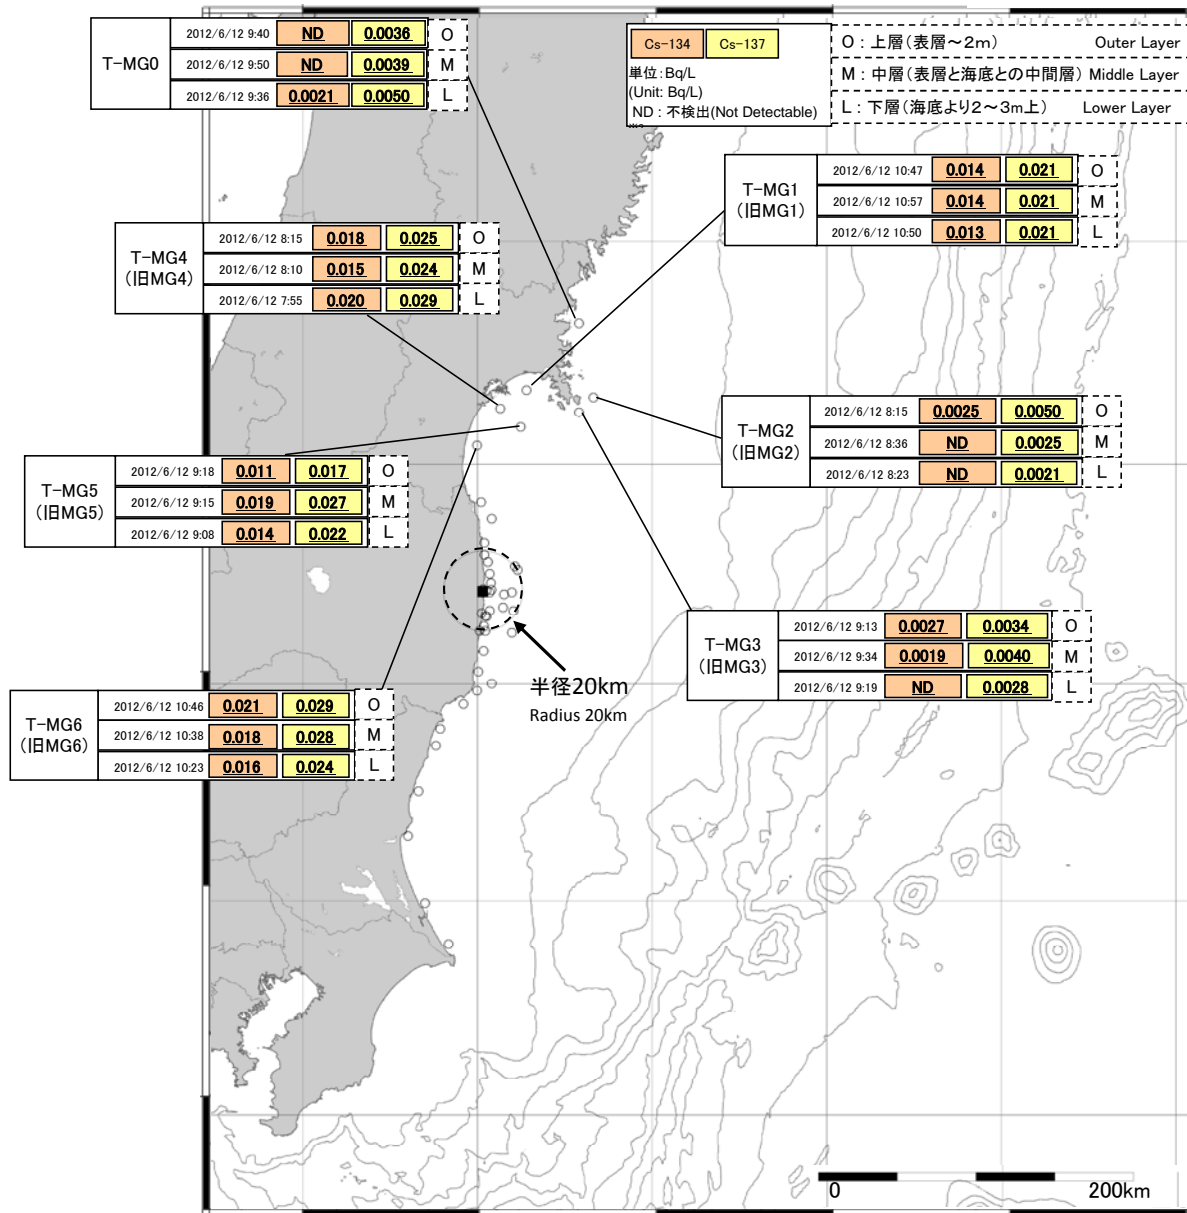 T-MG0
2012/6/12 9:40 ND 0.0036 O
2012/6/12 9:50 ND 0.0039 M
2012/6/12 9:36 0.0021 0.0050 L
Cs-134 Cs-137
単位:Bq/L
(Unit: Bq/L)
ND : 不検出(Not Detectable)
O : 上層(表層~2m) Outer Layer
M : 中層(表層と海底との中間層) Middle Layer
L : 下層(海底より2~3m上) Lower Layer
T-MG1
(旧MG1)
2012/6/12 10:47 0.014 0.021 O
2012/6/12 10:57 0.014 0.021 M
2012/6/12 10:50 0.013 0.021 L
T-MG4
(旧MG4)
2012/6/12 8:15 0.018 0.025 O
2012/6/12 8:10 0.015 0.024 M
2012/6/12 7:55 0.020 0.029 L
T-MG2
(旧MG2)
2012/6/12 8:15 0.0025 0.0050 O
2012/6/12 8:36 ND 0.0025 M
2012/6/12 8:23 ND 0.0021 L
T-MG5
(旧MG5)
2012/6/12 9:18 0.011 0.017 O
2012/6/12 9:15 0.019 0.027 M
2012/6/12 9:08 0.014 0.022 L
T-MG3
(旧MG3)
2012/6/12 9:13 0.0027 0.0034 O
2012/6/12 9:34 0.0019 0.0040 M
2012/6/12 9:19 ND 0.0028 L
半径20km
Radius 20km
T-MG6
(旧MG6)
2012/6/12 10:46 0.021 0.029 O
2012/6/12 10:38 0.018 0.028 M
2012/6/12 10:23 0.016 0.024 L
0 200km